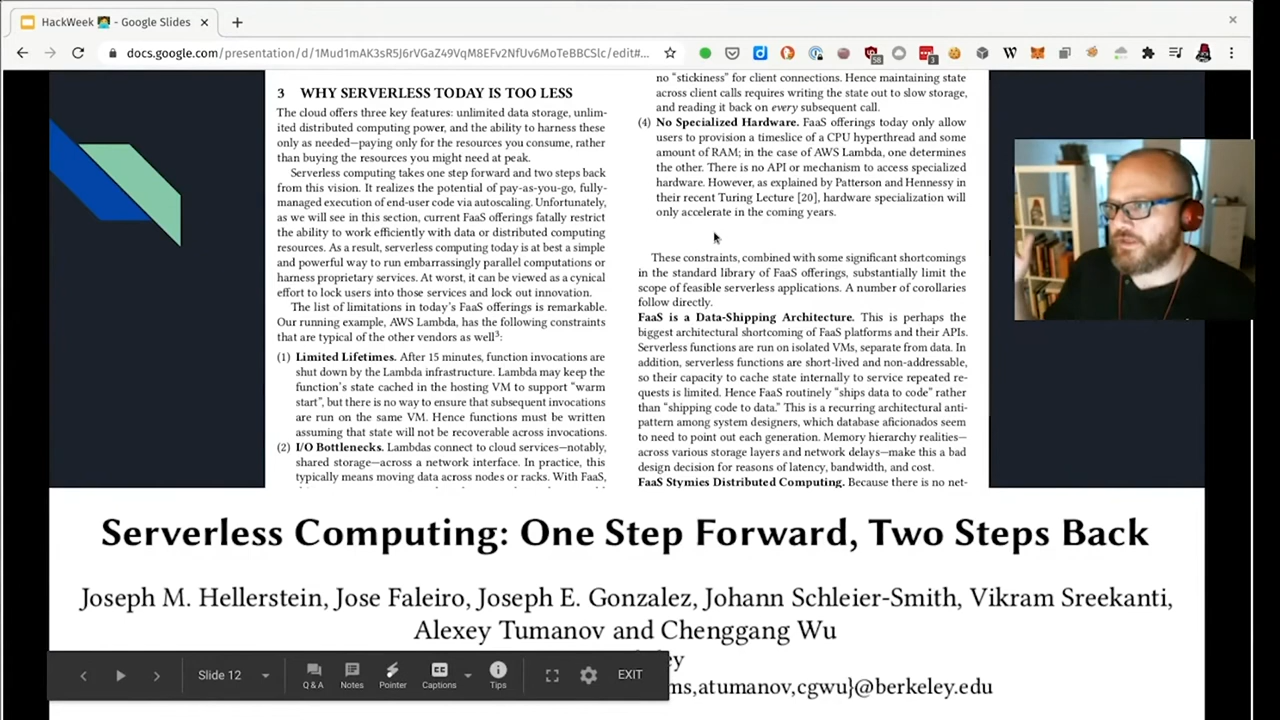 HackWeek 🧑‍💻 - Google Slides
docs.google.com/presentation/d/1Mud1mAK3sR5J6rVGaZ49VqM8EFv2NfUv6MoTeBBCSlc/edit#...
58
3
3 WHY SERVERLESS TODAY IS TOO LESS
The cloud offers three key features: unlimited data storage, unlim-
ited distributed computing power, and the ability to harness these
only as needed—paying only for the resources you consume, rather
than buying the resources you might need at peak.
Serverless computing takes one step forward and two steps back
from this vision. It realizes the potential of pay-as-you-go, fully-
managed execution of end-user code via autoscaling. Unfortunately,
as we will see in this section, current FaaS offerings fatally restrict
the ability to work efficiently with data or distributed computing
resources. As a result, serverless computing today is at best a simple
and powerful way to run embarrassingly parallel computations or
harness proprietary services. At worst, it can be viewed as a cynical
effort to lock users into those services and lock out innovation.
The list of limitations in today's FaaS offerings is remarkable.
Our running example, AWS Lambda, has the following constraints
that are typical of the other vendors as well³:
(1) Limited Lifetimes. After 15 minutes, function invocations are
shut down by the Lambda infrastructure. Lambda may keep the
function's state cached in the hosting VM to support "warm
start", but there is no way to ensure that subsequent invocations
are run on the same VM. Hence functions must be written
assuming that state will not be recoverable across invocations.
(2) I/O Bottlenecks. Lambdas connect to cloud services—notably,
shared storage—across a network interface. In practice, this
typically means moving data across nodes or racks. With FaaS,
no "stickiness" for client connections. Hence maintaining state
across client calls requires writing the state out to slow storage,
and reading it back on every subsequent call.
(4) No Specialized Hardware. FaaS offerings today only allow
users to provision a timeslice of a CPU hyperthread and some
amount of RAM; in the case of AWS Lambda, one determines
the other. There is no API or mechanism to access specialized
hardware. However, as explained by Patterson and Hennessy in
their recent Turing Lecture [20], hardware specialization will
only accelerate in the coming years.
These constraints, combined with some significant shortcomings
in the standard library of FaaS offerings, substantially limit the
scope of feasible serverless applications. A number of corollaries
follow directly.
FaaS is a Data-Shipping Architecture. This is perhaps the
biggest architectural shortcoming of FaaS platforms and their APIs.
Serverless functions are run on isolated VMs, separate from data. In
addition, serverless functions are short-lived and non-addressable,
so their capacity to cache state internally to service repeated re-
quests is limited. Hence FaaS routinely "ships data to code" rather
than "shipping code to data." This is a recurring architectural anti-
pattern among system designers, which database aficionados seem
to need to point out each generation. Memory hierarchy realities—
across various storage layers and network delays—make this a bad
design decision for reasons of latency, bandwidth, and cost.
FaaS Stymies Distributed Computing. Because there is no net-
Serverless Computing: One Step Forward, Two Steps Back
Joseph M. Hellerstein, Jose Faleiro, Joseph E. Gonzalez, Johann Schleier-Smith, Vikram Sreekanti,
Alexey Tumanov and Chenggang Wu
ey
ms,atumanov,cgwu}@berkeley.edu
Slide 12
Q & A
Notes
Pointer
Captions
Tips
EXIT